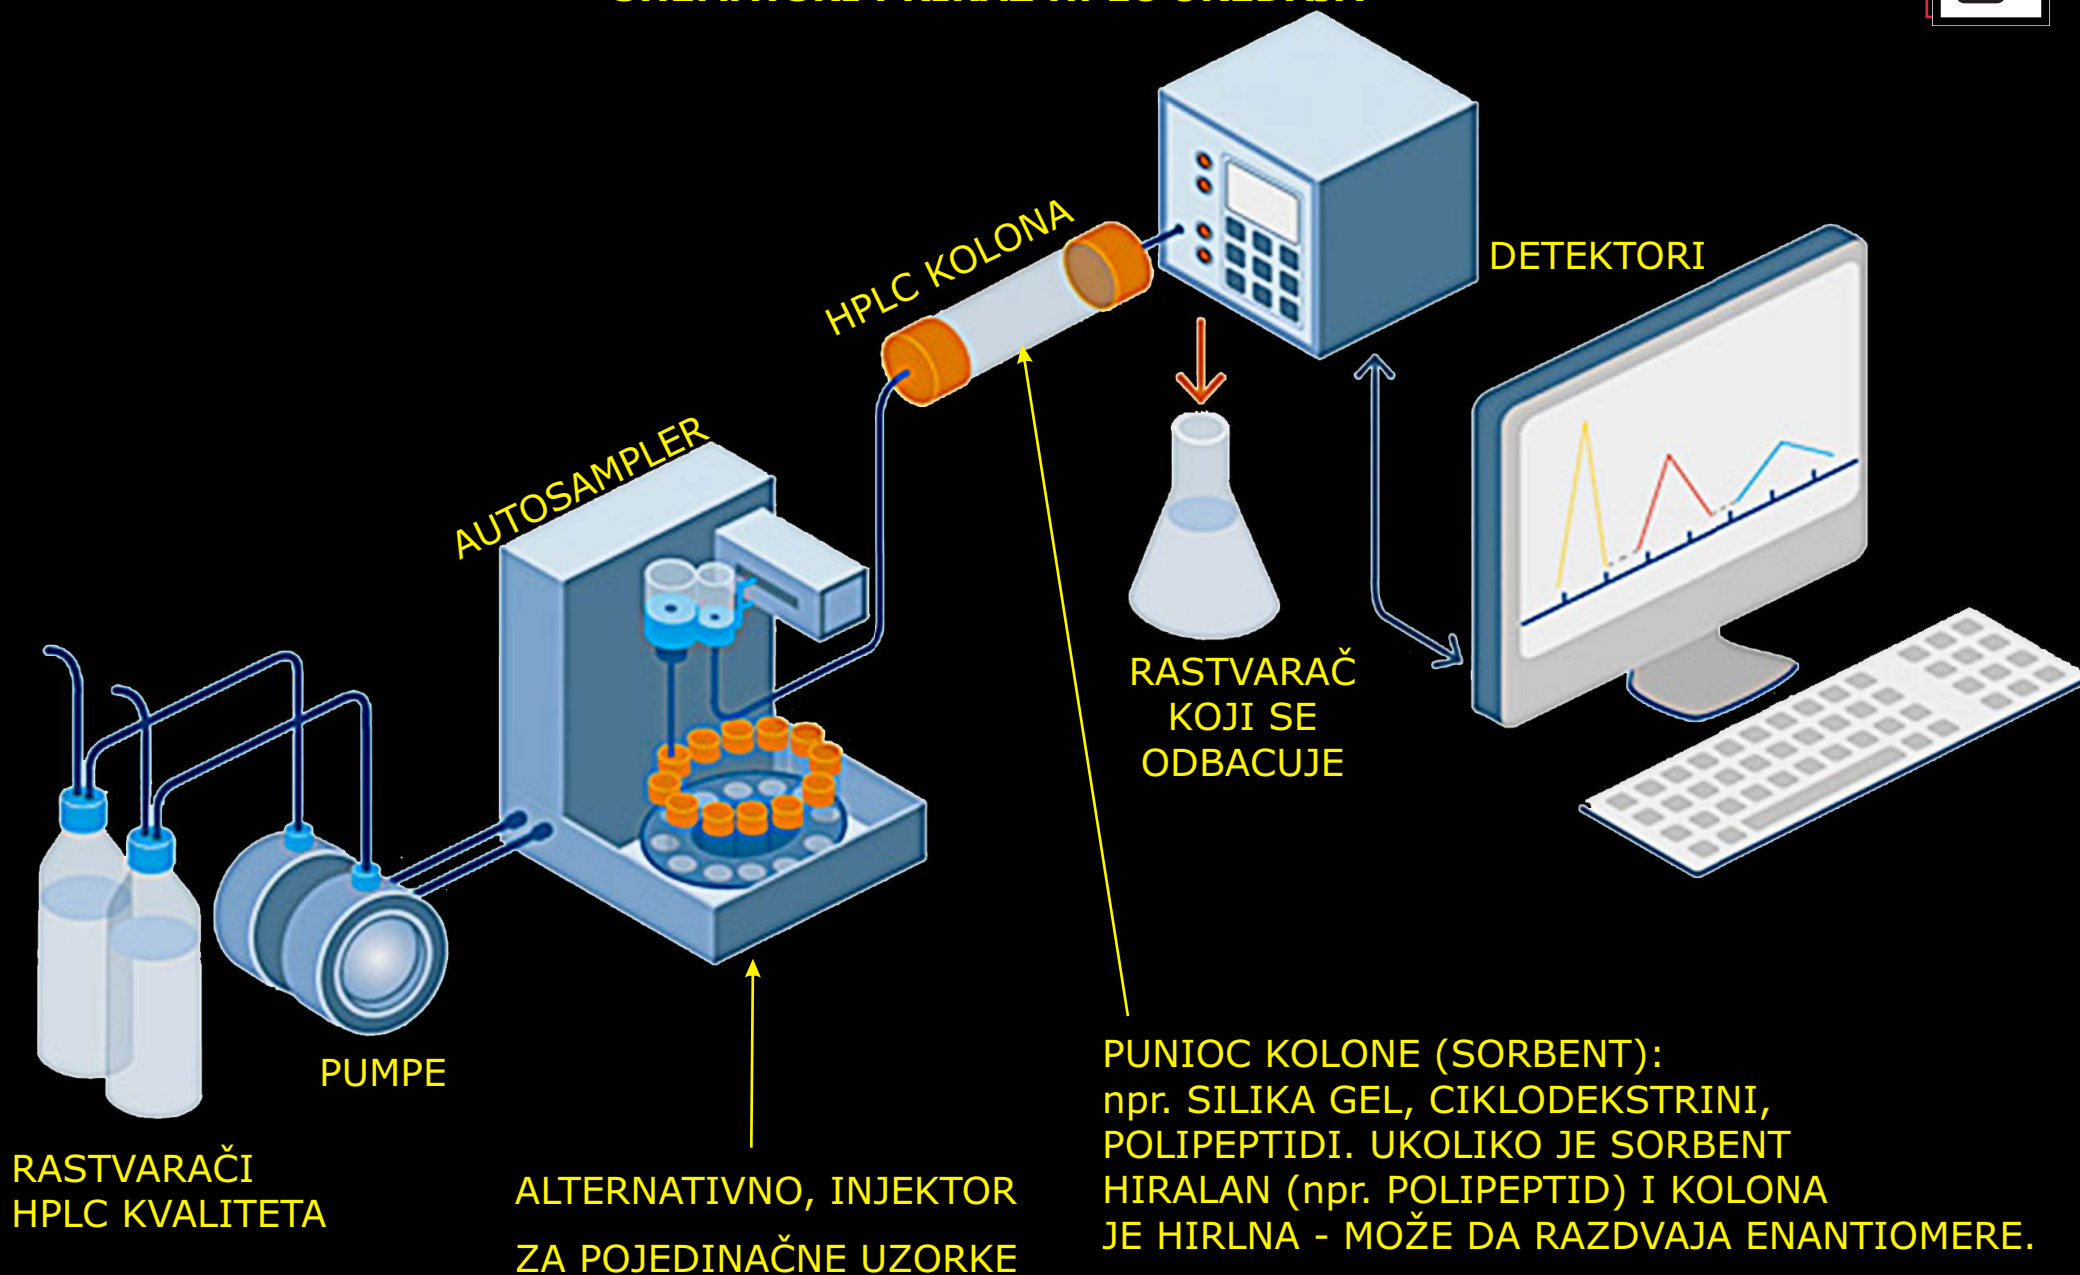 HPLC KOLONA
DETEKTORI
AUTOSAMPLER
RASTVARAČ
KOJI SE
ODBACUJE
PUMPE
RASTVARAČI
HPLC KVALITETA
ALTERNATIVNO, INJEKTOR
ZA POJEDINAČNE UZORKE
PUNIOC KOLONE (SORBENT):
npr. SILIKA GEL, CIKLODEKSTRINI,
POLIPEPTIDI. UKOLIKO JE SORBENT
HIRALAN (npr. POLIPEPTID) I KOLONA
JE HIRLNA - MOŽE DA RAZDVAJA ENANTIOMERE.